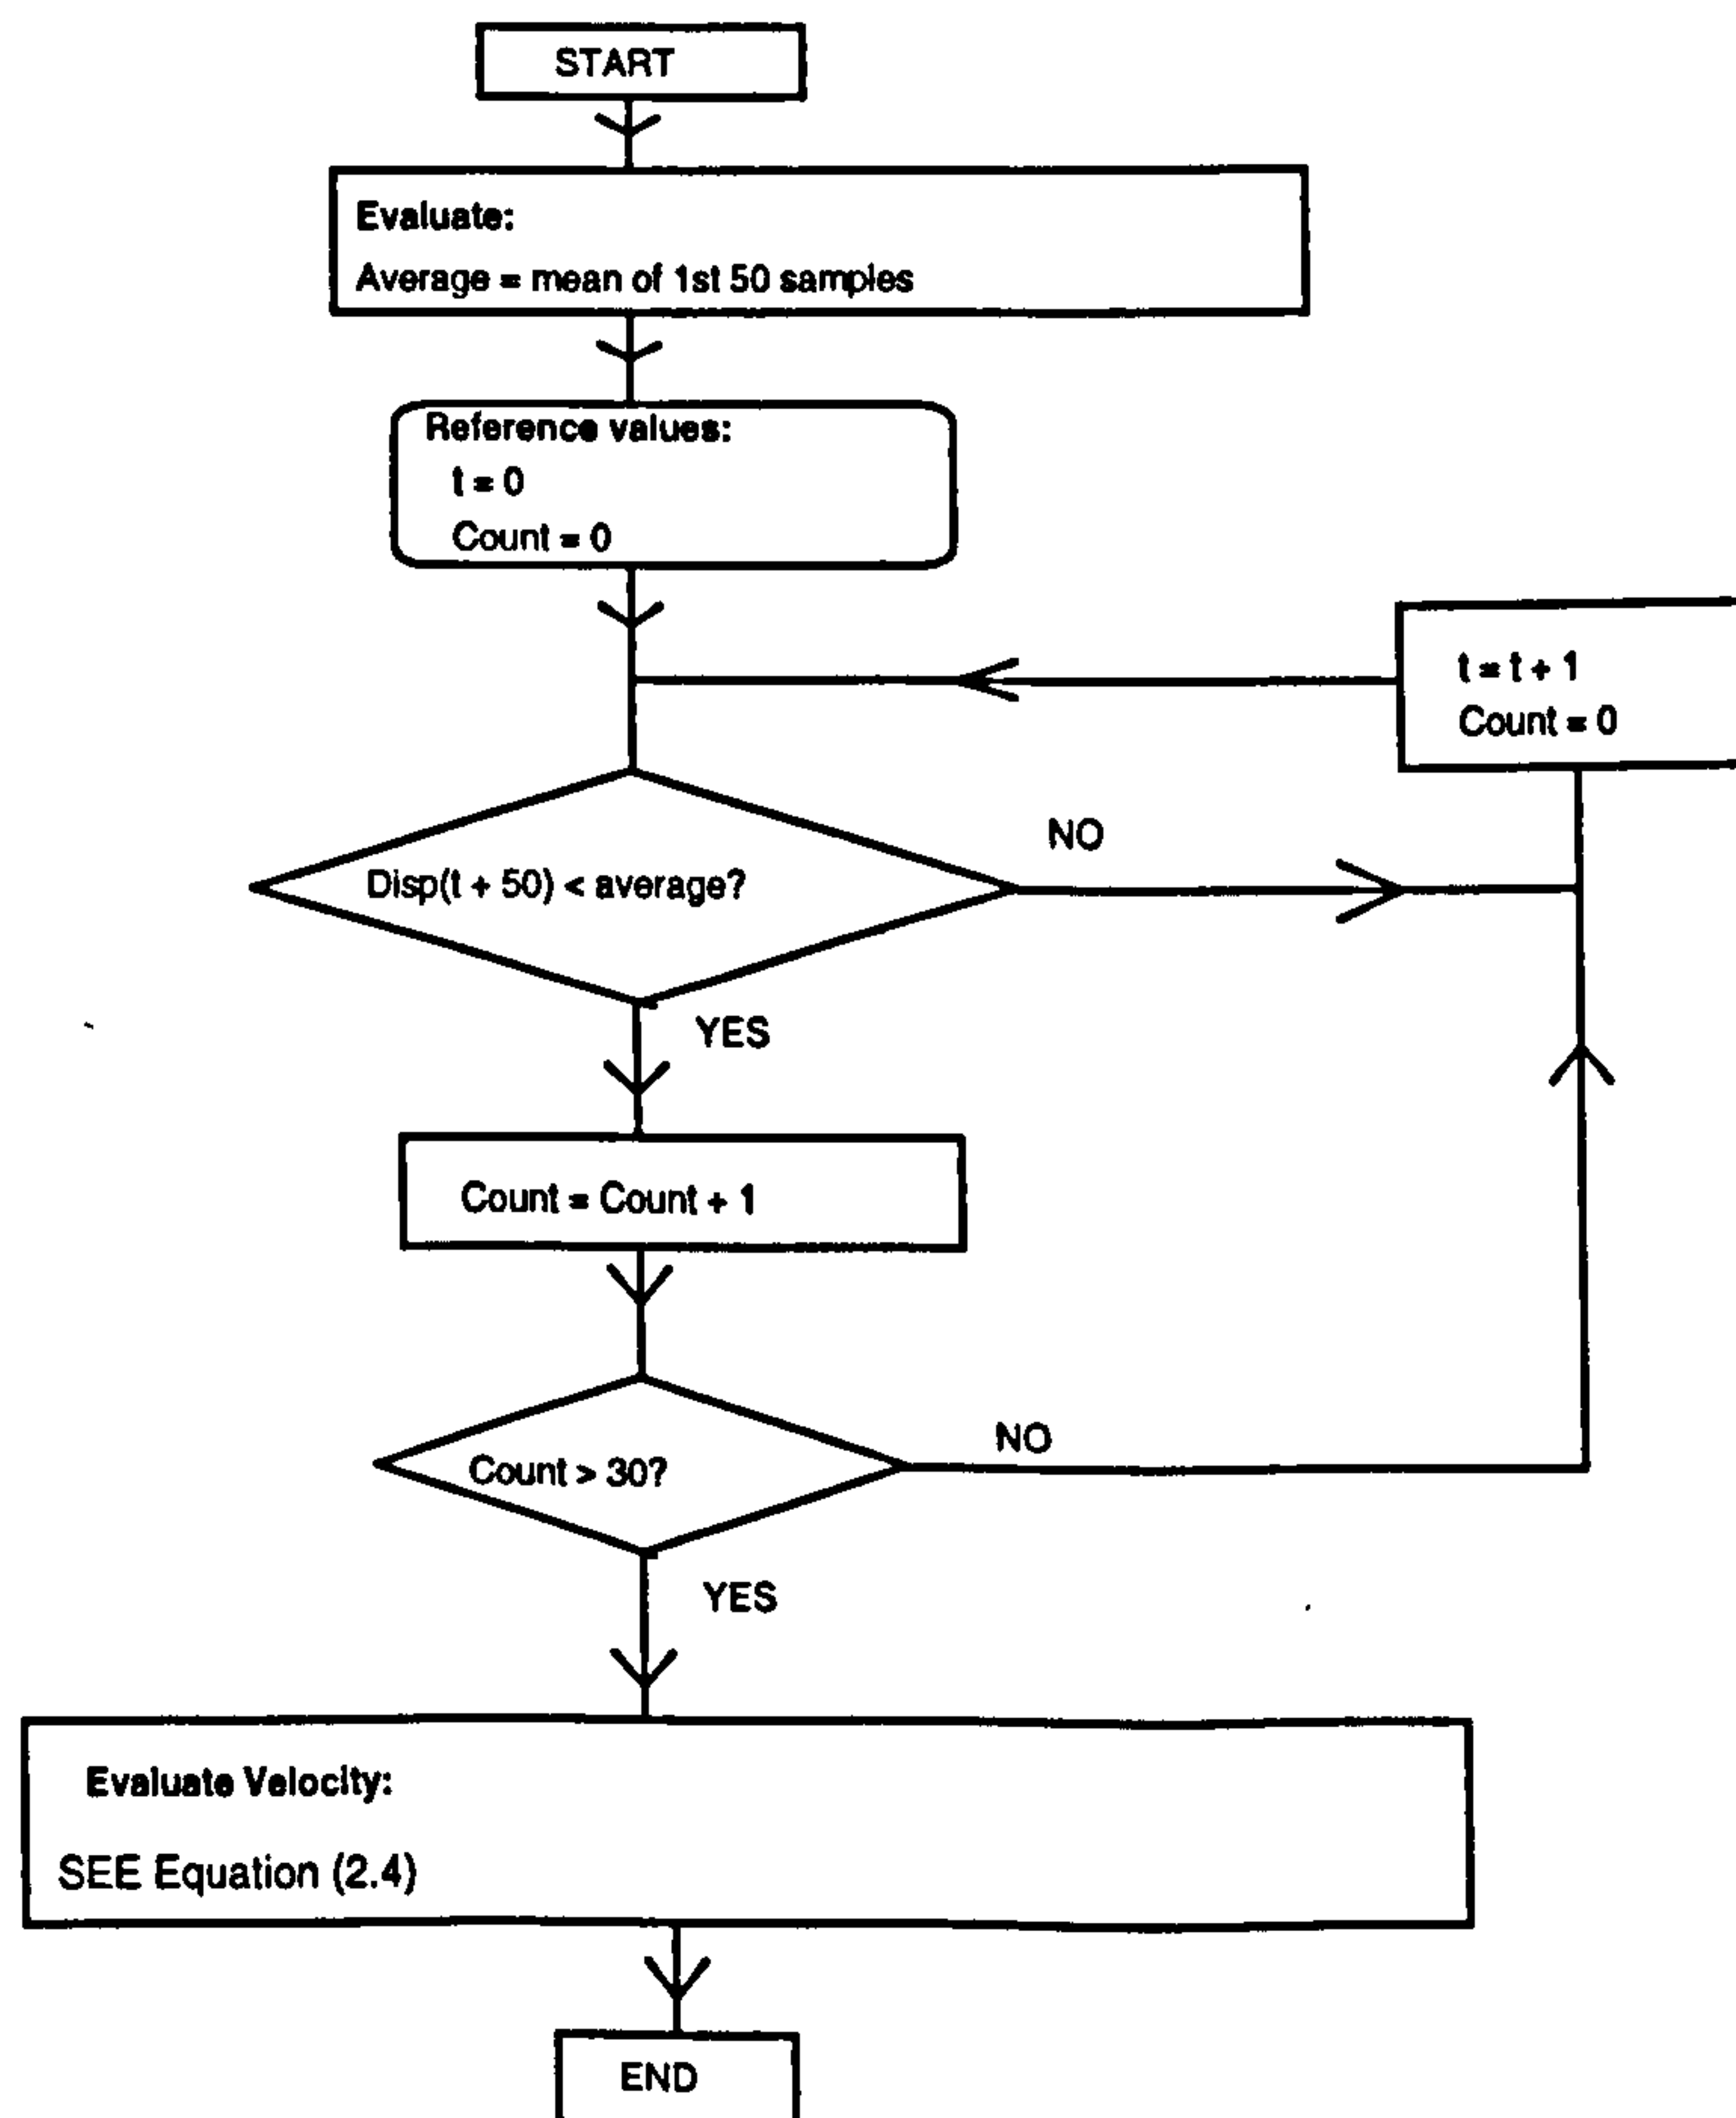 START
Evaluate:
Average = mean of 1st 50 samples
Reference values:
t = 0
Count = 0
t = t + 1
Count = 0
Disp(t + 50) < average?
NO
YES
Count = Count + 1
Count > 30?
NO
YES
Evaluate Velocity:
SEE Equation (2.4)
END